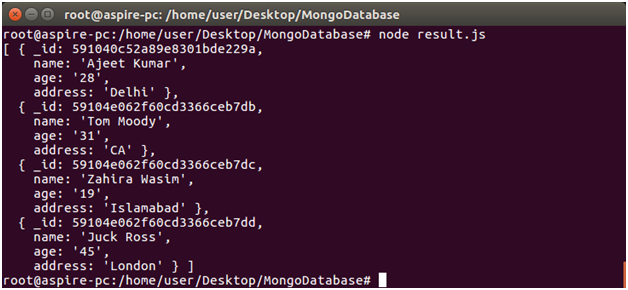 root@aspire-pc: /home/user/Desktop/MongoDatabase
root@aspire-pc:/home/user/Desktop/MongoDatabase# node result.js
[ { _id: 591040c52a89e8301bde229a,
    name: 'Ajeet Kumar',
    age: '28',
    address: 'Delhi' },
  { _id: 59104e062f60cd3366ceb7db,
    name: 'Tom Moody',
    age: '31',
    address: 'CA' },
  { _id: 59104e062f60cd3366ceb7dc,
    name: 'Zahira Wasim',
    age: '19',
    address: 'Islamabad' },
  { _id: 59104e062f60cd3366ceb7dd,
    name: 'Juck Ross',
    age: '45',
    address: 'London' } ]
root@aspire-pc:/home/user/Desktop/MongoDatabase#